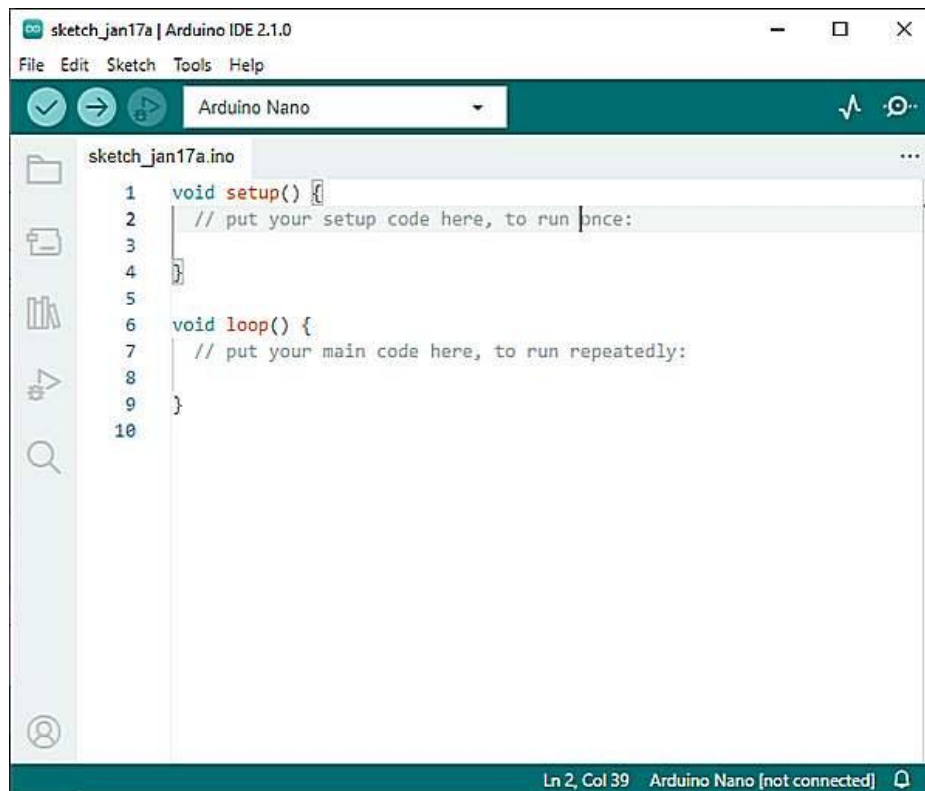 sketch_jan17a | Arduino IDE 2.1.0
File Edit Sketch Tools Help
Arduino Nano
sketch_jan17a.ino
1 void setup() {
2 // put your setup code here, to run once:
3
4 }
5
6 void loop() {
7 // put your main code here, to run repeatedly:
8
9 }
10
Ln 2, Col 39 Arduino Nano [not connected]